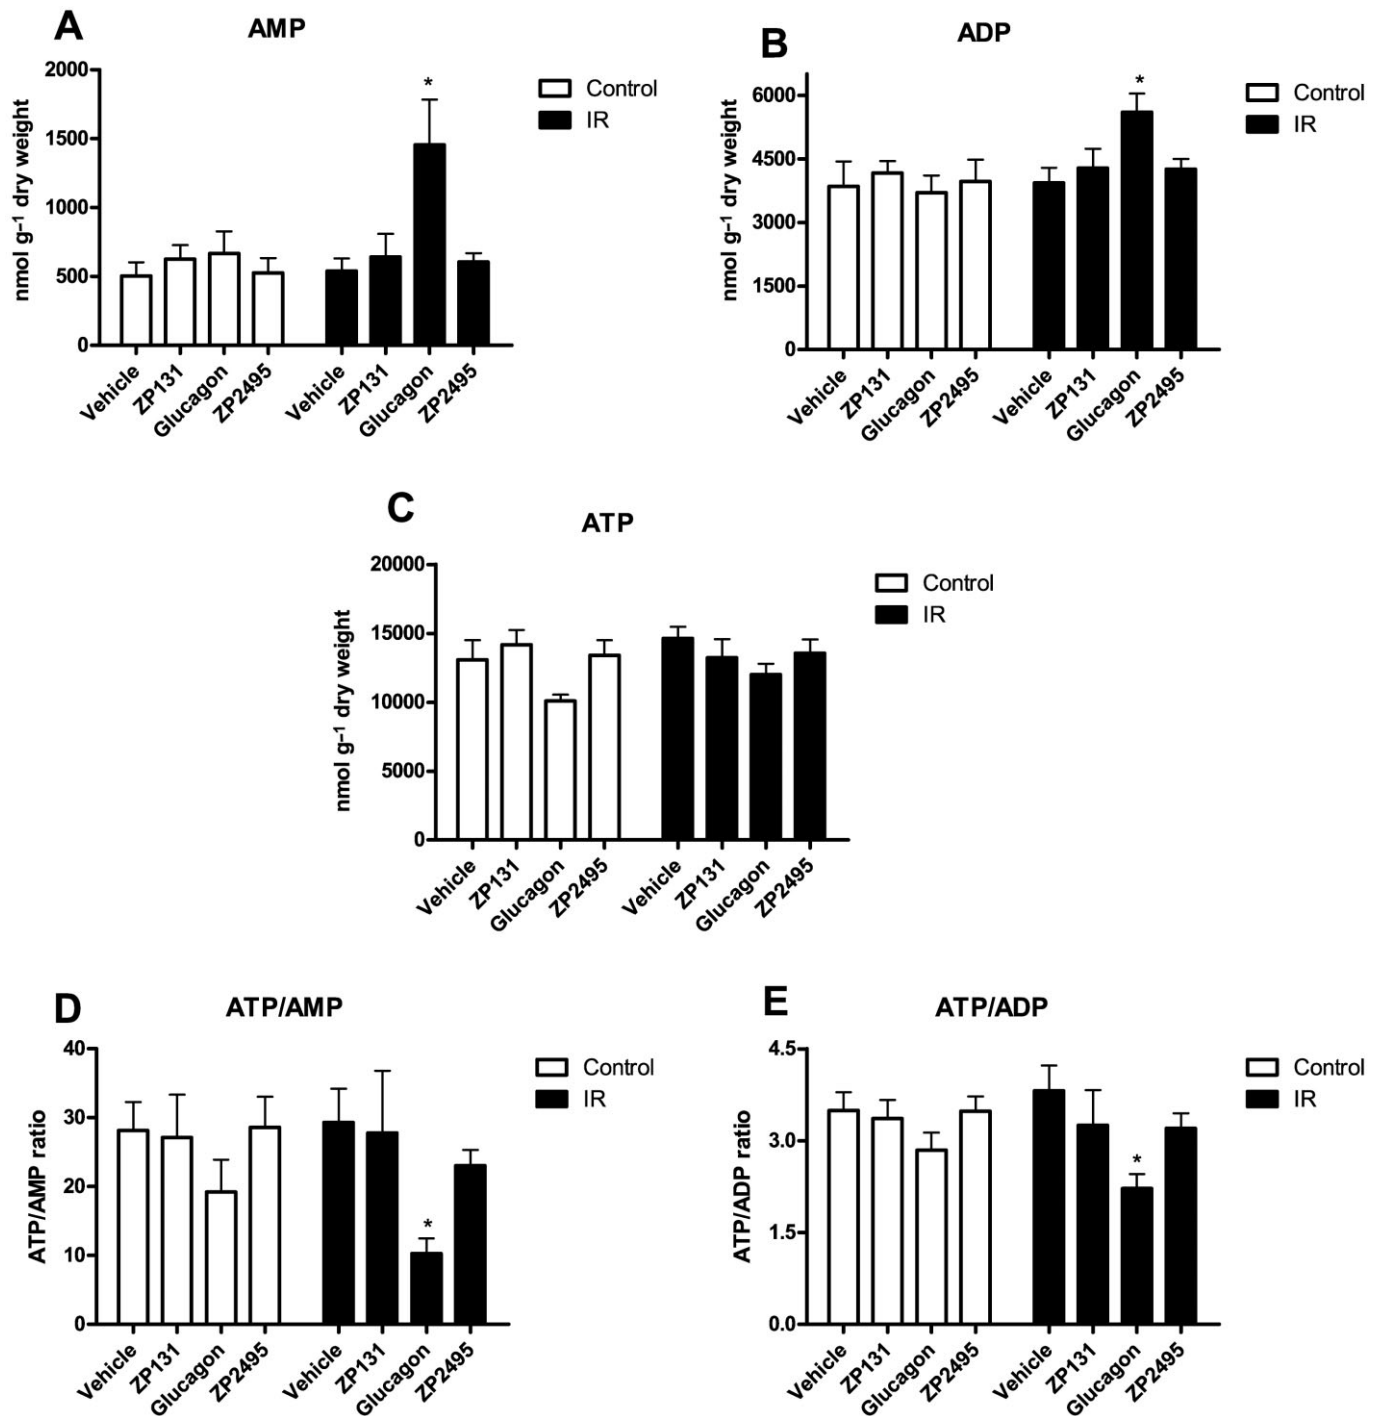 A
AMP
nmol g⁻¹ dry weight
2000
1500
1000
500
0
*
Control
IR
Vehicle
ZP131
Glucagon
ZP2495
Vehicle
ZP131
Glucagon
ZP2495
B
ADP
nmol g⁻¹ dry weight
6000
4500
3000
1500
0
*
Control
IR
Vehicle
ZP131
Glucagon
ZP2495
Vehicle
ZP131
Glucagon
ZP2495
C
ATP
nmol g⁻¹ dry weight
20000
15000
10000
5000
0
Control
IR
Vehicle
ZP131
Glucagon
ZP2495
Vehicle
ZP131
Glucagon
ZP2495
D
ATP/AMP
ATP/AMP ratio
40
30
20
10
0
*
Control
IR
Vehicle
ZP131
Glucagon
ZP2495
Vehicle
ZP131
Glucagon
ZP2495
E
ATP/ADP
ATP/ADP ratio
4.5
3.0
1.5
0.0
*
Control
IR
Vehicle
ZP131
Glucagon
ZP2495
Vehicle
ZP131
Glucagon
ZP2495